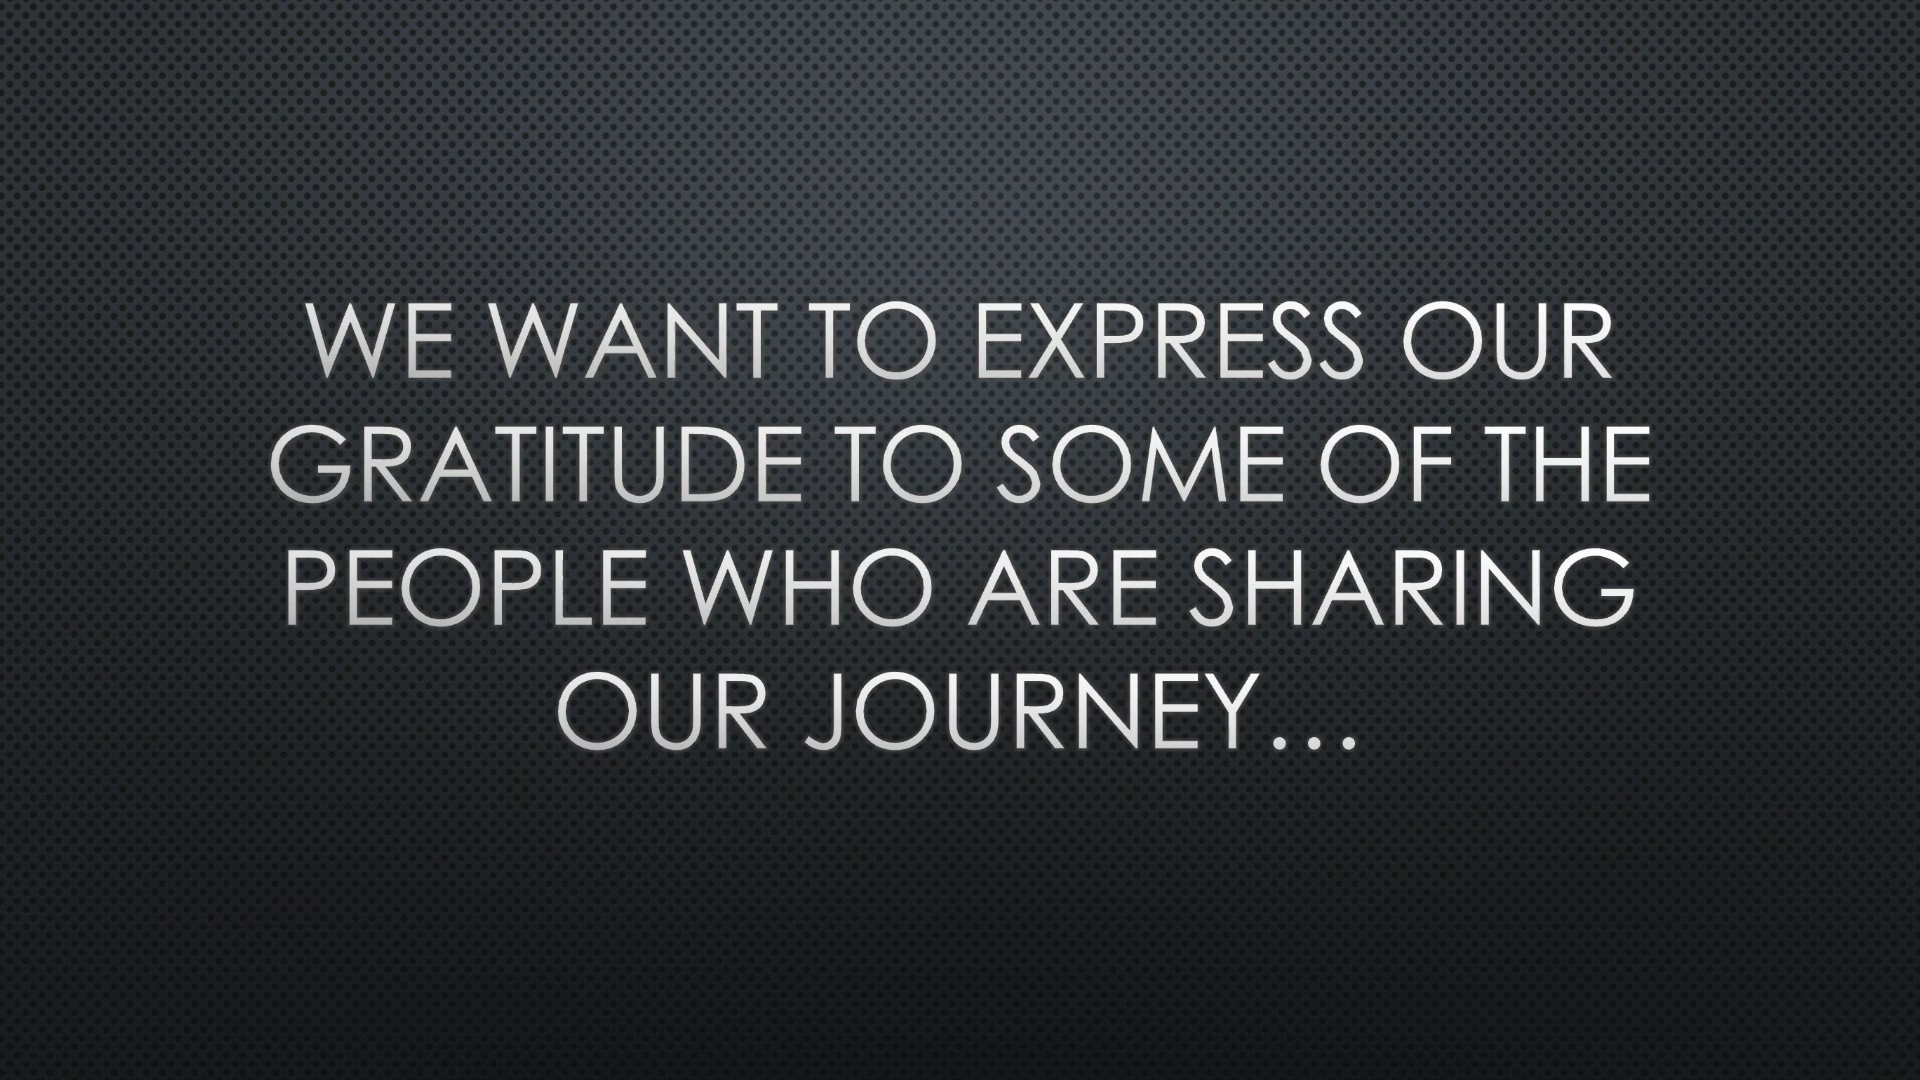 WE WANT TO EXPRESS OUR
GRATITUDE TO SOME OF THE
PEOPLE WHO ARE SHARING
OUR JOURNEY…